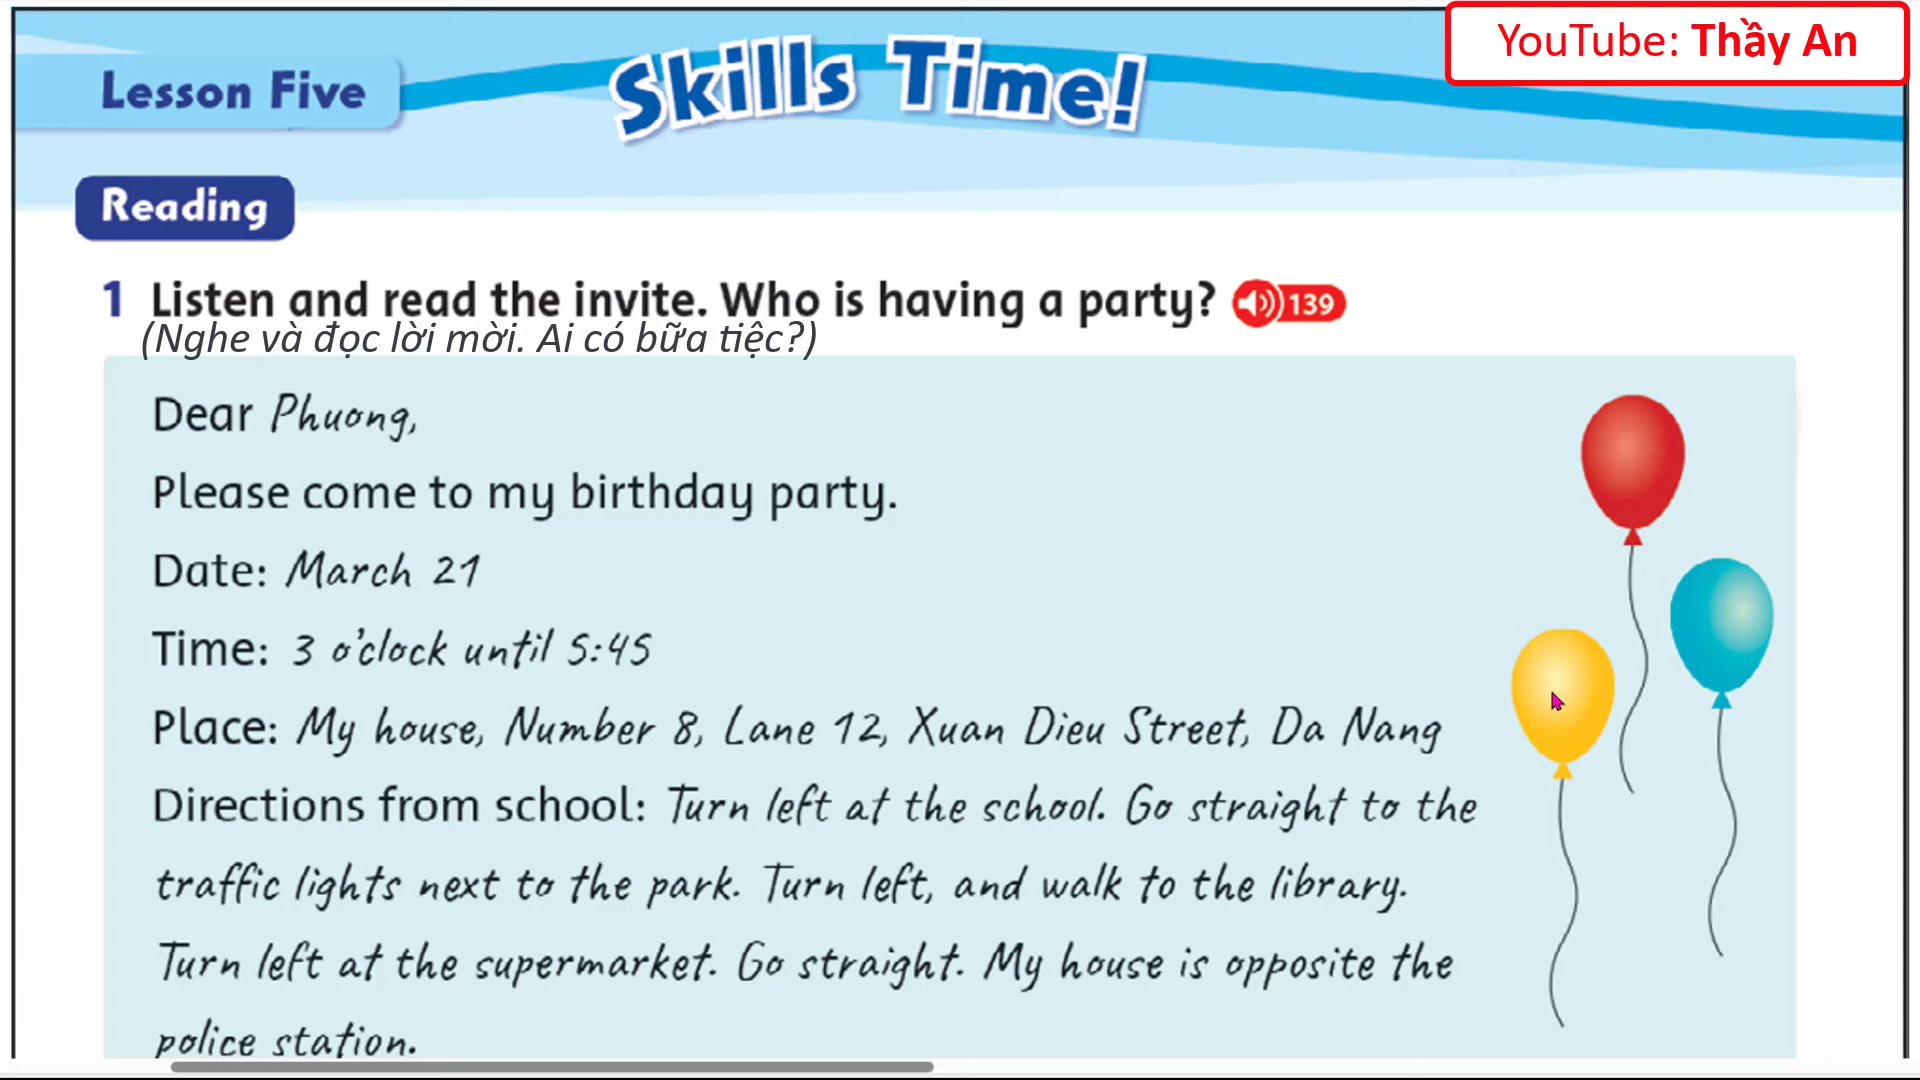 YouTube: Thầy An
Lesson Five
Skills Time!
Reading
1 Listen and read the invite. Who is having a party? 139
(Nghe và đọc lời mời. Ai có bữa tiệc?)
Dear Phuong,
Please come to my birthday party.
Date: March 21
Time: 3 o'clock until 5:45
Place: My house, Number 8, Lane 12, Xuan Dieu Street, Da Nang
Directions from school: Turn left at the school. Go straight to the
traffic lights next to the park. Turn left, and walk to the library.
Turn left at the supermarket. Go straight. My house is opposite the
police station.